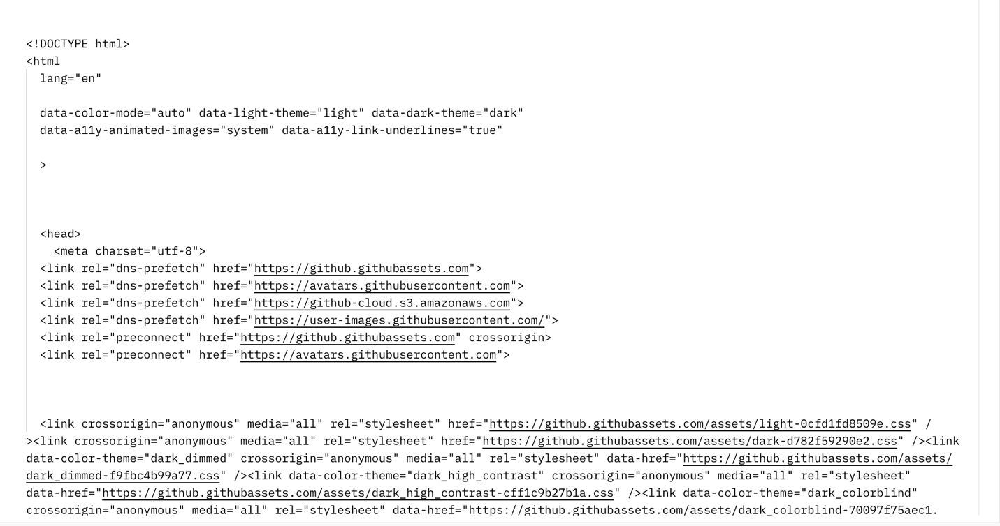 <!DOCTYPE html>
<html
lang="en"
data-color-mode="auto" data-light-theme="light" data-dark-theme="dark"
data-a11y-animated-images="system" data-a11y-link-underlines="true"
>
<head>
<meta charset="utf-8">
<link rel="dns-prefetch" href="https://github.githubassets.com">
<link rel="dns-prefetch" href="https://avatars.githubusercontent.com">
<link rel="dns-prefetch" href="https://github-cloud.s3.amazonaws.com">
<link rel="dns-prefetch" href="https://user-images.githubusercontent.com/">
<link rel="preconnect" href="https://github.githubassets.com" crossorigin>
<link rel="preconnect" href="https://avatars.githubusercontent.com">
<link crossorigin="anonymous" media="all" rel="stylesheet" href="https://github.githubassets.com/assets/light-0cfd1fd8509e.css" /
><link crossorigin="anonymous" media="all" rel="stylesheet" href="https://github.githubassets.com/assets/dark-d782f59290e2.css" /><link
data-color-theme="dark_dimmed" crossorigin="anonymous" media="all" rel="stylesheet" data-href="https://github.githubassets.com/assets/
dark_dimmed-f9fbc4b99a77.css" /><link data-color-theme="dark_high_contrast" crossorigin="anonymous" media="all" rel="stylesheet"
data-href="https://github.githubassets.com/assets/dark_high_contrast-cff1c9b27b1a.css" /><link data-color-theme="dark_colorblind"
crossorigin="anonymous" media="all" rel="stylesheet" data-href="https://github.githubassets.com/assets/dark_colorblind-70097f75aec1.